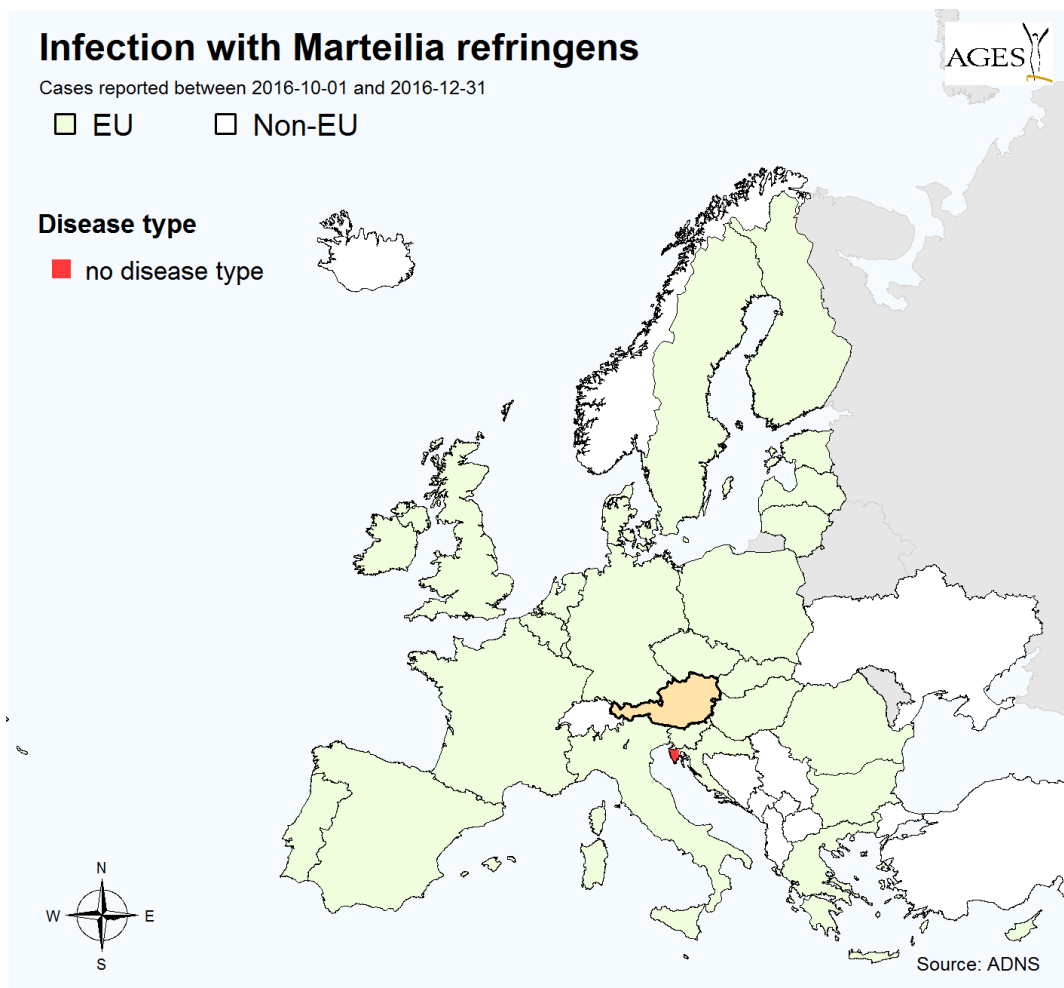 Infection with Marteilia refringens
AGES
Cases reported between 2016-10-01 and 2016-12-31
EU Non-EU
Disease type
no disease type
N
W E
S
Source: ADNS